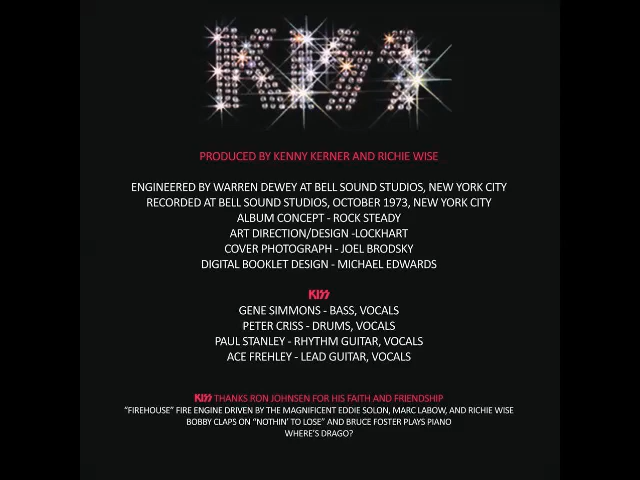 KISS
PRODUCED BY KENNY KERNER AND RICHIE WISE
ENGINEERED BY WARREN DEWEY AT BELL SOUND STUDIOS, NEW YORK CITY
RECORDED AT BELL SOUND STUDIOS, OCTOBER 1973, NEW YORK CITY
ALBUM CONCEPT - ROCK STEADY
ART DIRECTION/DESIGN -LOCKHART
COVER PHOTOGRAPH - JOEL BRODSKY
DIGITAL BOOKLET DESIGN - MICHAEL EDWARDS
KISS
GENE SIMMONS - BASS, VOCALS
PETER CRISS - DRUMS, VOCALS
PAUL STANLEY - RHYTHM GUITAR, VOCALS
ACE FREHLEY - LEAD GUITAR, VOCALS
KISS THANKS RON JOHNSEN FOR HIS FAITH AND FRIENDSHIP
"FIREHOUSE" FIRE ENGINE DRIVEN BY THE MAGNIFICENT EDDIE SOLON, MARC LABOW, AND RICHIE WISE
BOBBY CLAPS ON "NOTHIN' TO LOSE" AND BRUCE FOSTER PLAYS PIANO
WHERE'S DRAGO?